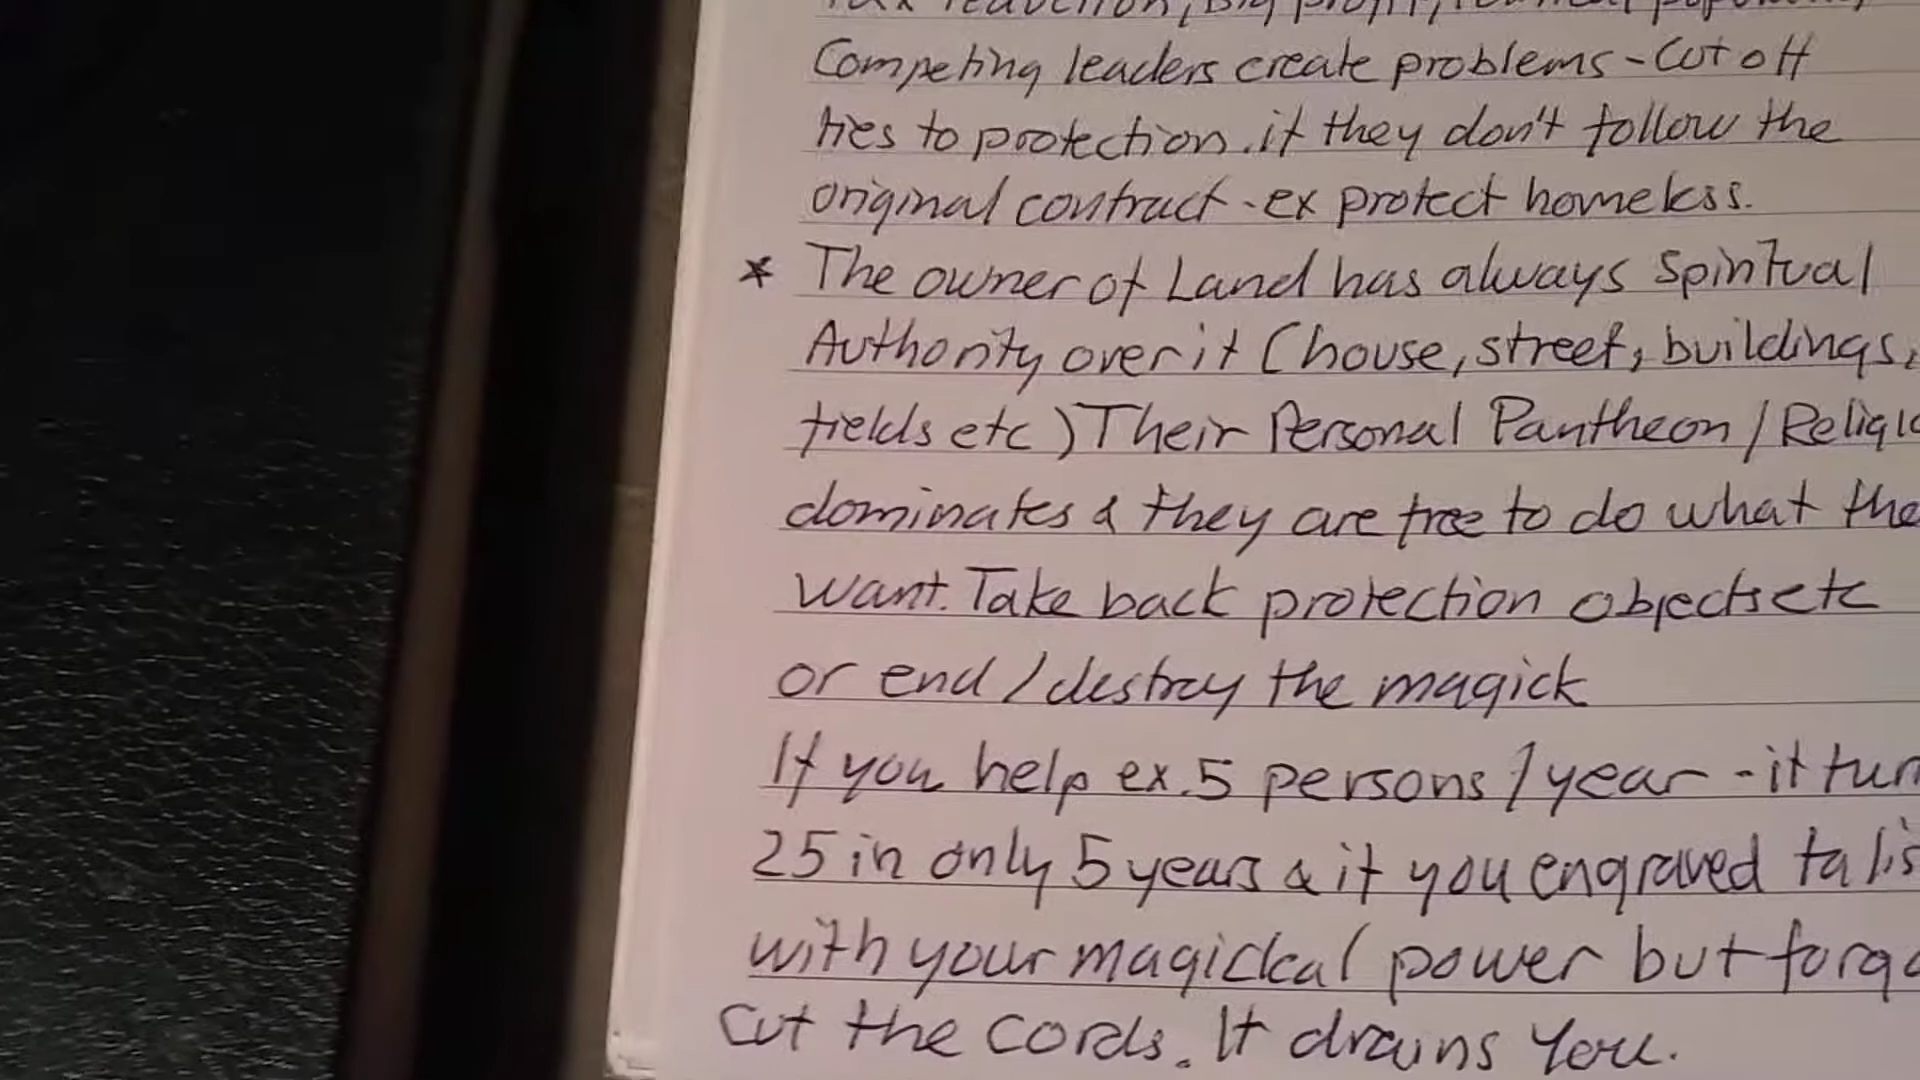 Competing leaders create problems - Cut off
ties to protection. if they don't follow the
original contract - ex protect homeless.
* The owner of Land has always Spiritual
Authority over it (house, street, buildings,
fields etc) Their Personal Pantheon / Religio
dominates & they are free to do what the
want. Take back protection objects etc
or end / destroy the magick
If you help ex. 5 persons / year - it turn
25 in only 5 years & if you engraved talis
with your magickal power but forgo
cut the cords. It drains You.